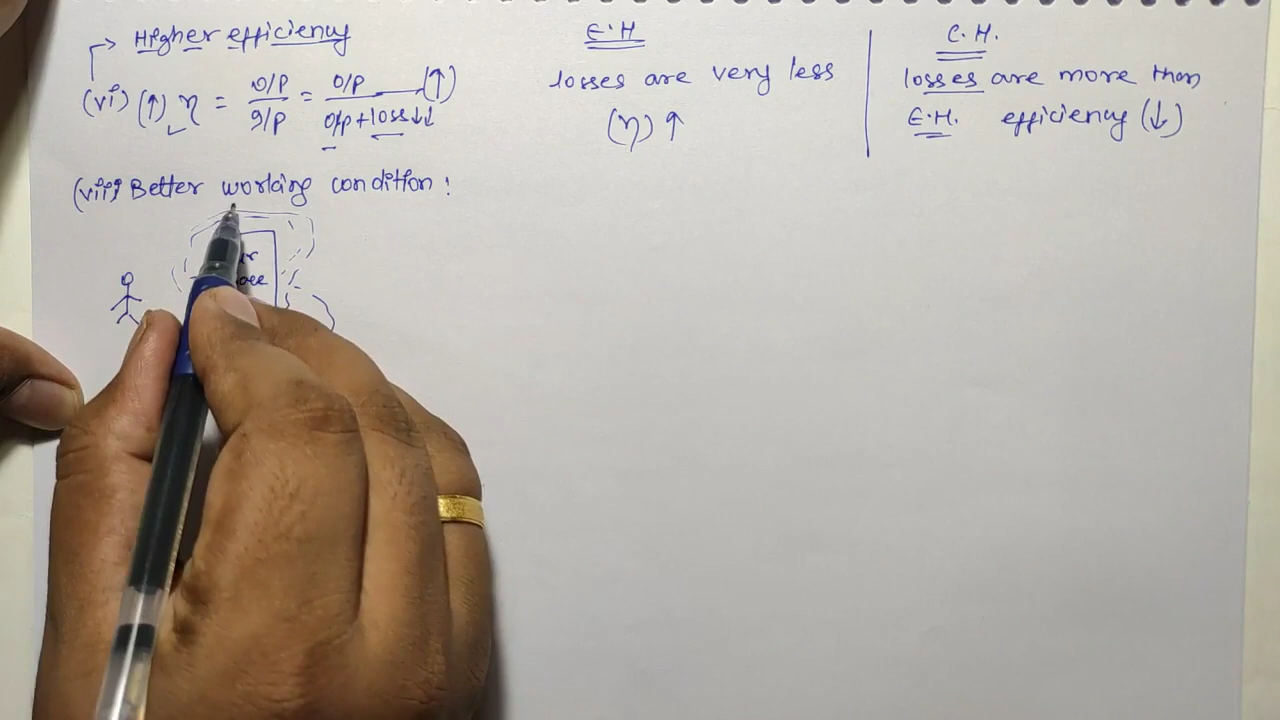 Higher efficiency
(vi) (↑) η = O/P / I/P = O/P / O/P + loss↓↓ (↑)
(vii) Better working condition :
E.H
losses are very less
(η) ↑
C.H.
losses are more than
E.H. efficiency (↓)